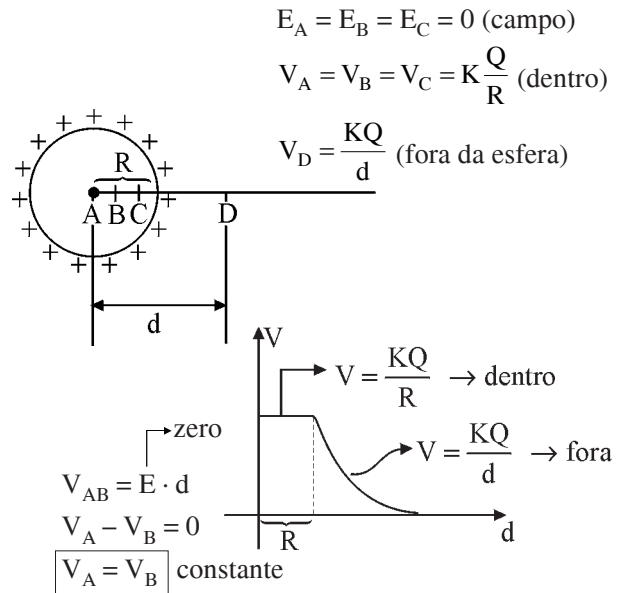 E_A = E_B = E_C = 0 (campo)
V_A = V_B = V_C = K Q/R (dentro)
V_D = KQ/d (fora da esfera)
+ + + + + + + + + + + + + + + + +
R
A B C D
d
V
V = KQ/R → dentro
V = KQ/d → fora
R
d
zero
V_AB = E · d
V_A – V_B = 0
V_A = V_B constante